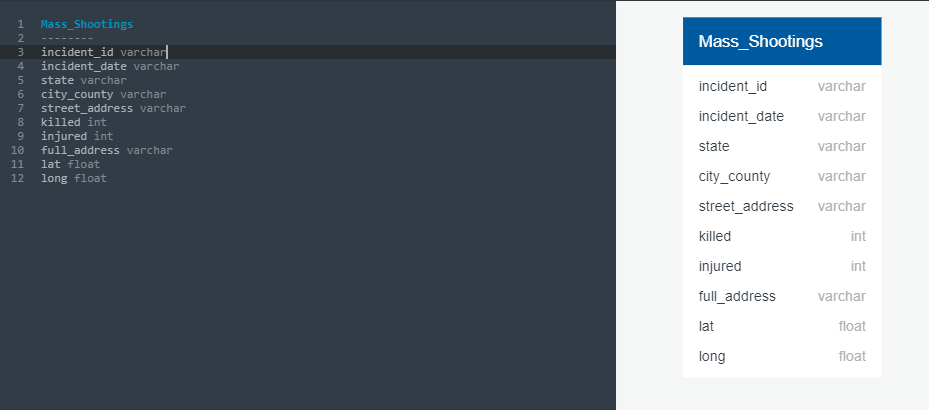 1 Mass_Shootings
2 --------
3 incident_id varchar
4 incident_date varchar
5 state varchar
6 city_county varchar
7 street_address varchar
8 killed int
9 injured int
10 full_address varchar
11 lat float
12 long float
Mass_Shootings
incident_id varchar
incident_date varchar
state varchar
city_county varchar
street_address varchar
killed int
injured int
full_address varchar
lat float
long float